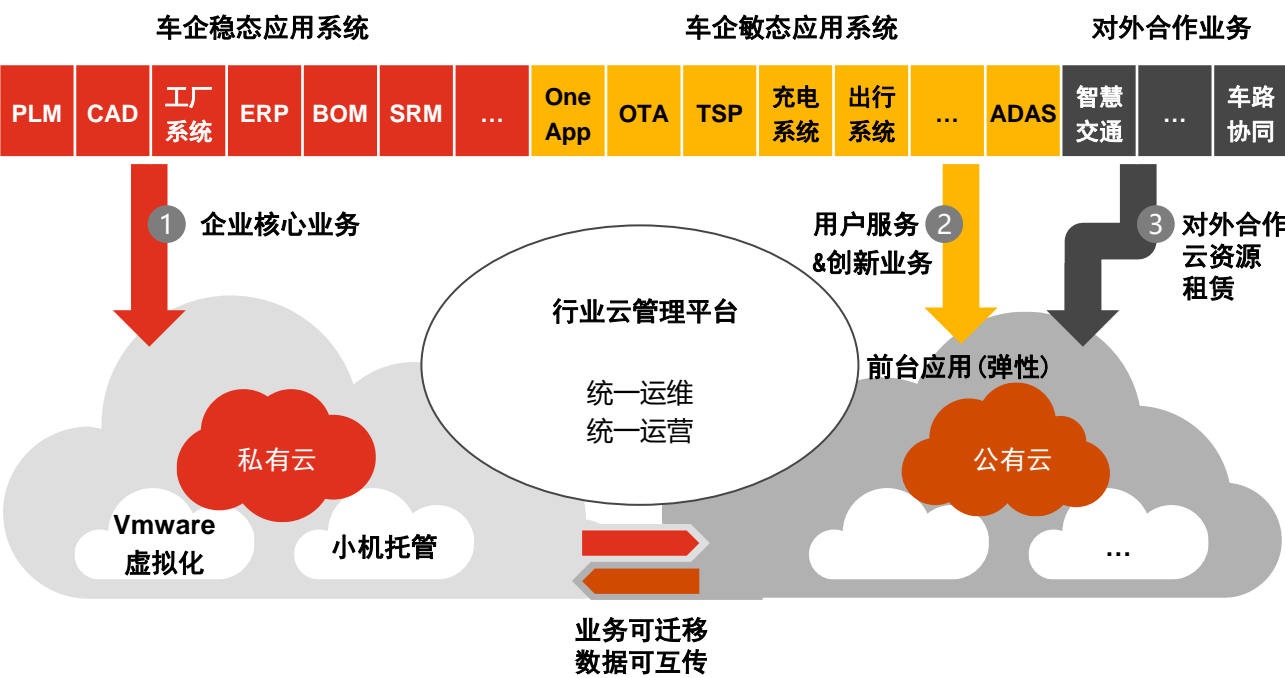 车企稳态应用系统
车企敏态应用系统
对外合作业务
PLM
CAD
工厂
系统
ERP
BOM
SRM
…
One
App
OTA
TSP
充电
系统
出行
系统
…
ADAS
智慧
交通
…
车路
协同
1
企业核心业务
用户服务
&创新业务
2
3
对外合作
云资源
租赁
行业云管理平台
统一运维
统一运营
前台应用(弹性)
私有云
公有云
Vmware
虚拟化
小机托管
…
业务可迁移
数据可互传